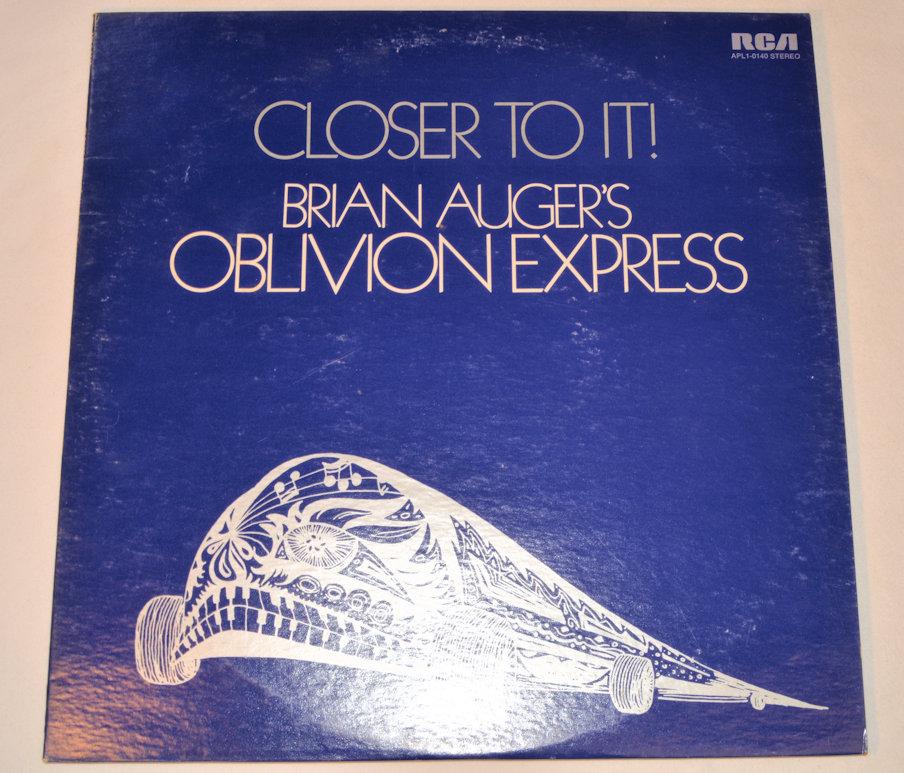 RCA
APL1-0140 STEREO
CLOSER TO IT!
BRIAN AUGER'S
OBLIVION EXPRESS